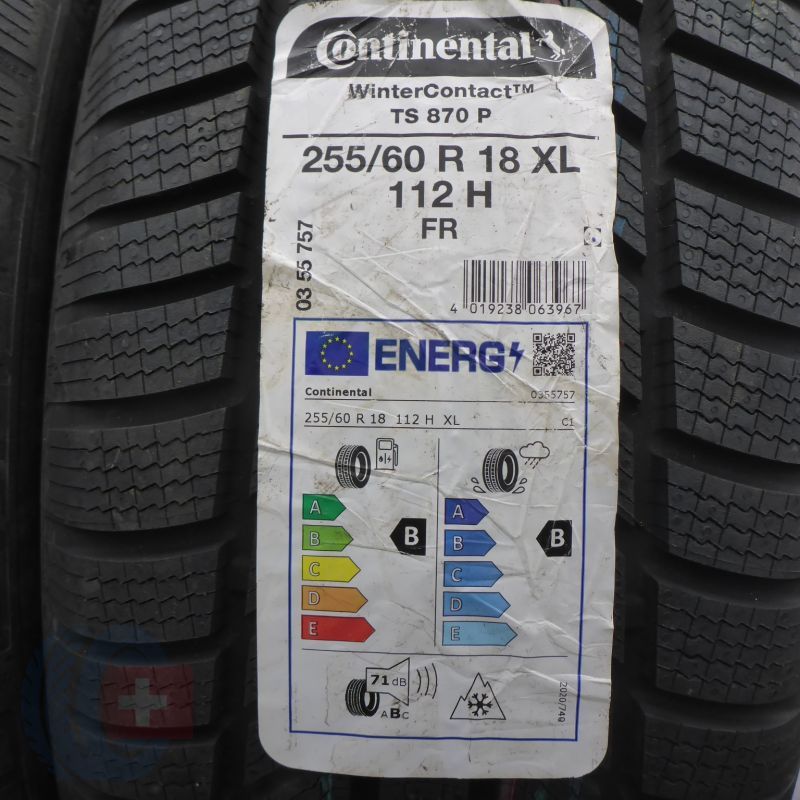 Continental
WinterContact™
TS 870 P
255/60 R 18 XL
112 H
FR
03 55 757
4 019238 063967
ENERG
Continental 0355757
255/60 R 18 112 H XL C1
A
B
C
D
E
B
A
B
C
D
E
B
71 dB
ABC
2020/740